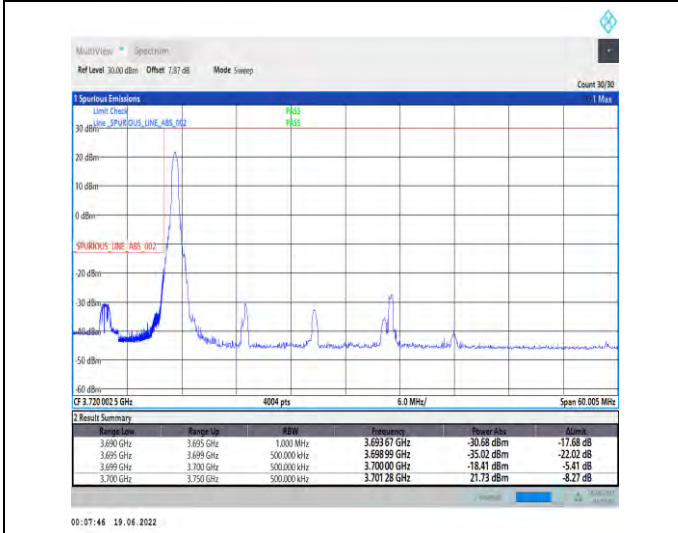 MultiView Spectrum
Ref Level 30.00 dBm Offset 7.87 dB Mode Sweep
Count 30/30
1 Spurious Emissions 1 Max
Limit Check PASS
Line _SPURIOUS_LINE_ABS_002 PASS
30 dBm
20 dBm
10 dBm
0 dBm
SPURIOUS_LINE_ABS_002
-20 dBm
-30 dBm
-40 dBm
-50 dBm
-60 dBm
CF 3.720 002 5 GHz 4004 pts 6.0 MHz/ Span 60.005 MHz
2 Result Summary
Range Low Range Up RBW Frequency Power Abs ΔLimit
3.690 GHz 3.695 GHz 1.000 MHz 3.693 67 GHz -30.68 dBm -17.68 dB
3.695 GHz 3.699 GHz 500.000 kHz 3.698 99 GHz -35.02 dBm -22.02 dB
3.699 GHz 3.700 GHz 500.000 kHz 3.700 00 GHz -18.41 dBm -5.41 dB
3.700 GHz 3.750 GHz 500.000 kHz 3.701 28 GHz 21.73 dBm -8.27 dB
00:07:46 19.06.2022